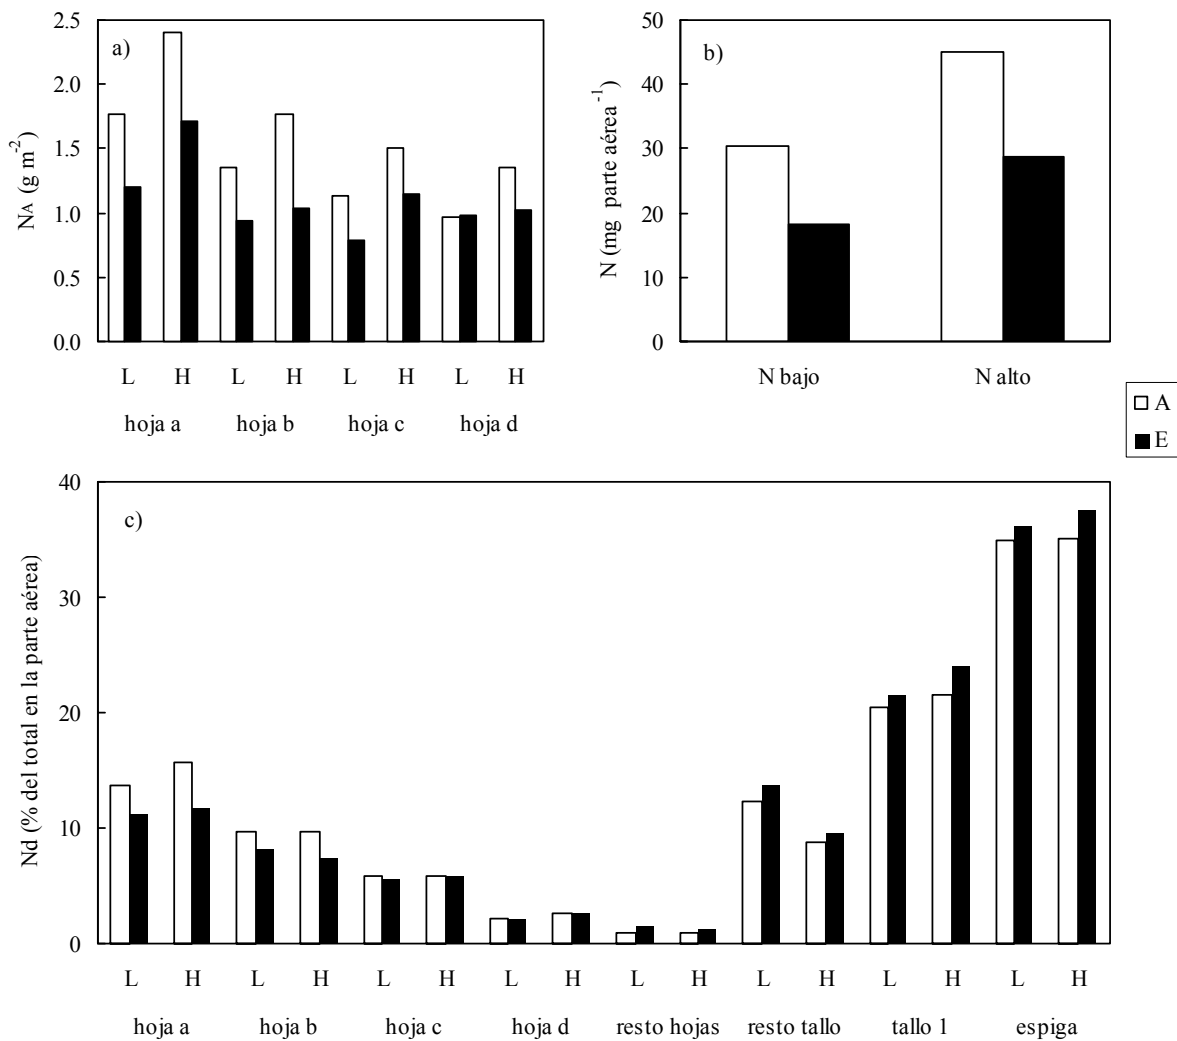 a)
2.5
2.0
1.5
1.0
0.5
0.0
NA (g m-2)
L H L H L H L H
hoja a hoja b hoja c hoja d
b)
50
40
30
20
10
0
N (mg parte aérea -1)
N bajo N alto
A
E
c)
40
30
20
10
0
Nd (% del total en la parte aérea)
L H L H L H L H L H L H L H L H
hoja a hoja b hoja c hoja d resto hojas resto tallo tallo 1 espiga